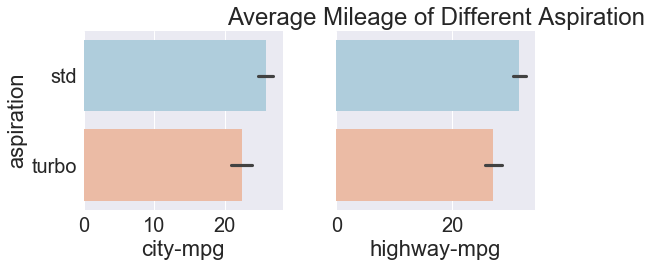 Average Mileage of Different Aspiration
aspiration
std
turbo
0 10 20
city-mpg
0 20
highway-mpg